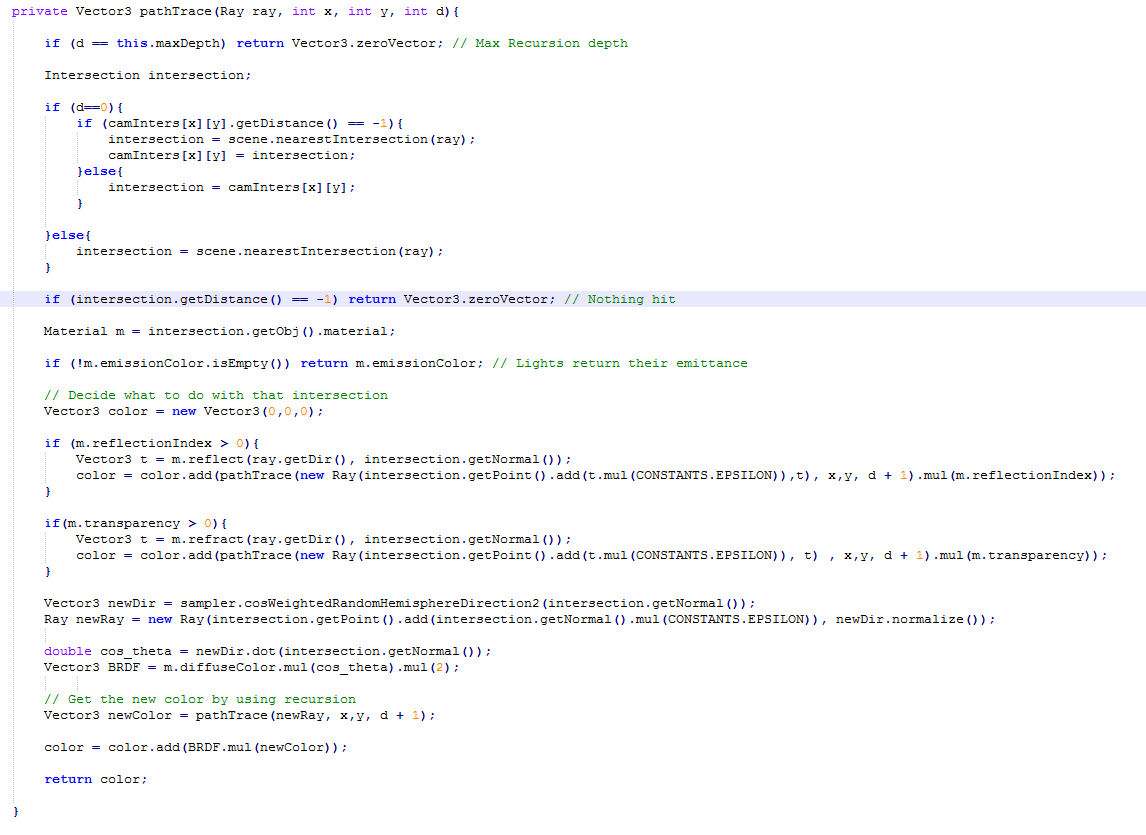 private Vector3 pathTrace(Ray ray, int x, int y, int d){
if (d == this.maxDepth) return Vector3.zeroVector; // Max Recursion depth
Intersection intersection;
if (d==0){
if (camInters[x][y].getDistance() == -1){
intersection = scene.nearestIntersection(ray);
camInters[x][y] = intersection;
}else{
intersection = camInters[x][y];
}
}else{
intersection = scene.nearestIntersection(ray);
}
if (intersection.getDistance() == -1) return Vector3.zeroVector; // Nothing hit
Material m = intersection.getObj().material;
if (!m.emissionColor.isEmpty()) return m.emissionColor; // Lights return their emittance
// Decide what to do with that intersection
Vector3 color = new Vector3(0,0,0);
if (m.reflectionIndex > 0){
Vector3 t = m.reflect(ray.getDir(), intersection.getNormal());
color = color.add(pathTrace(new Ray(intersection.getPoint().add(t.mul(CONSTANTS.EPSILON)),t), x,y, d + 1).mul(m.reflectionIndex));
}
if(m.transparency > 0){
Vector3 t = m.refract(ray.getDir(), intersection.getNormal());
color = color.add(pathTrace(new Ray(intersection.getPoint().add(t.mul(CONSTANTS.EPSILON)), t) , x,y, d + 1).mul(m.transparency));
}
Vector3 newDir = sampler.cosWeightedRandomHemisphereDirection2(intersection.getNormal());
Ray newRay = new Ray(intersection.getPoint().add(intersection.getNormal().mul(CONSTANTS.EPSILON)), newDir.normalize());
double cos_theta = newDir.dot(intersection.getNormal());
Vector3 BRDF = m.diffuseColor.mul(cos_theta).mul(2);
// Get the new color by using recursion
Vector3 newColor = pathTrace(newRay, x,y, d + 1);
color = color.add(BRDF.mul(newColor));
return color;
}